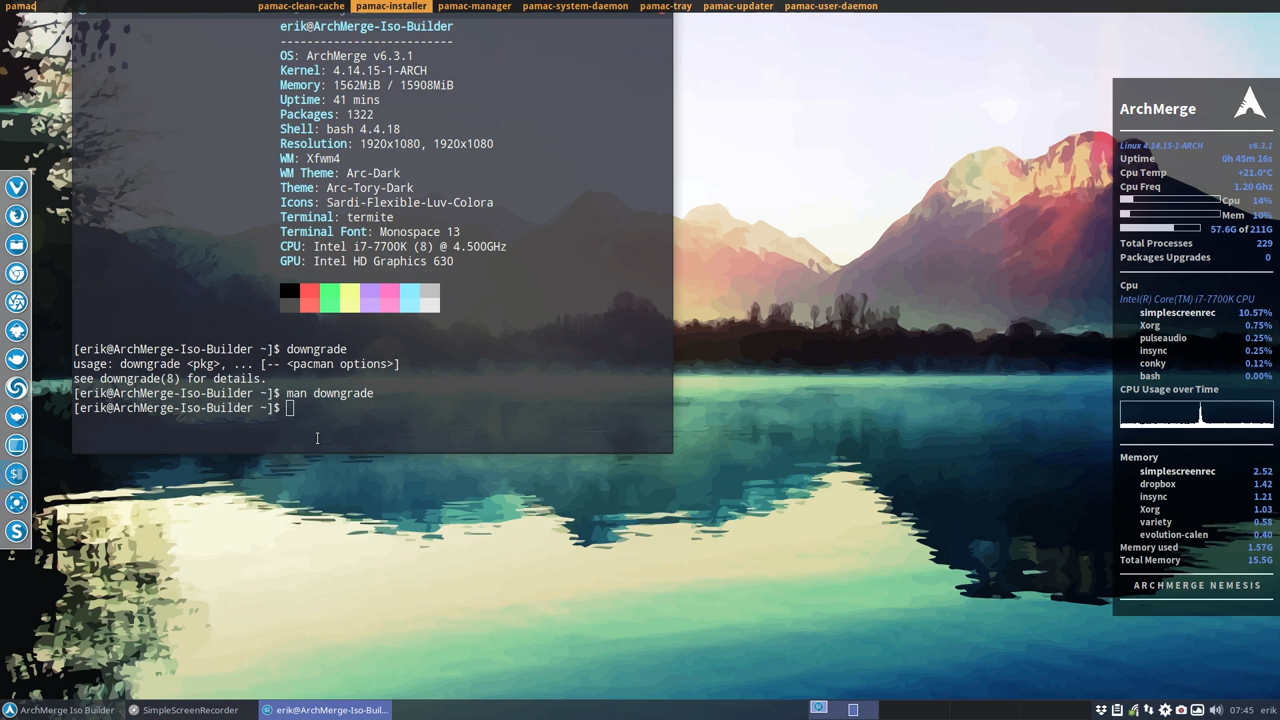 pamac pamac-clean-cache pamac-installer pamac-manager pamac-system-daemon pamac-tray pamac-updater pamac-user-daemon
erik@ArchMerge-Iso-Builder
--------------------------
OS: ArchMerge v6.3.1
Kernel: 4.14.15-1-ARCH
Memory: 1562MiB / 15908MiB
Uptime: 41 mins
Packages: 1322
Shell: bash 4.4.18
Resolution: 1920x1080, 1920x1080
WM: Xfwm4
WM Theme: Arc-Dark
Theme: Arc-Tory-Dark
Icons: Sardi-Flexible-Luv-Colora
Terminal: termite
Terminal Font: Monospace 13
CPU: Intel i7-7700K (8) @ 4.500GHz
GPU: Intel HD Graphics 630
[erik@ArchMerge-Iso-Builder ~]$ downgrade
usage: downgrade <pkg>, ... [-- <pacman options>]
see downgrade(8) for details.
[erik@ArchMerge-Iso-Builder ~]$ man downgrade
[erik@ArchMerge-Iso-Builder ~]$
ArchMerge
Linux 4.14.15-1-ARCH v6.3.1
Uptime 0h 45m 16s
Cpu Temp +21.0°C
Cpu Freq 1.20 Ghz
Cpu 14%
Mem 10%
57.6G of 211G
Total Processes 229
Packages Upgrades 0
Cpu
Intel(R) Core(TM) i7-7700K CPU
simplescreenrec 10.57%
Xorg 0.75%
pulseaudio 0.25%
insync 0.25%
conky 0.12%
bash 0.00%
CPU Usage over Time
Memory
simplescreenrec 2.52
dropbox 1.42
insync 1.21
Xorg 1.03
variety 0.58
evolution-calen 0.40
Memory used 1.57G
Total Memory 15.5G
ARCHMERGE NEMESIS
ArchMerge Iso Builder SimpleScreenRecorder erik@ArchMerge-Iso-Buil... 07:45 erik